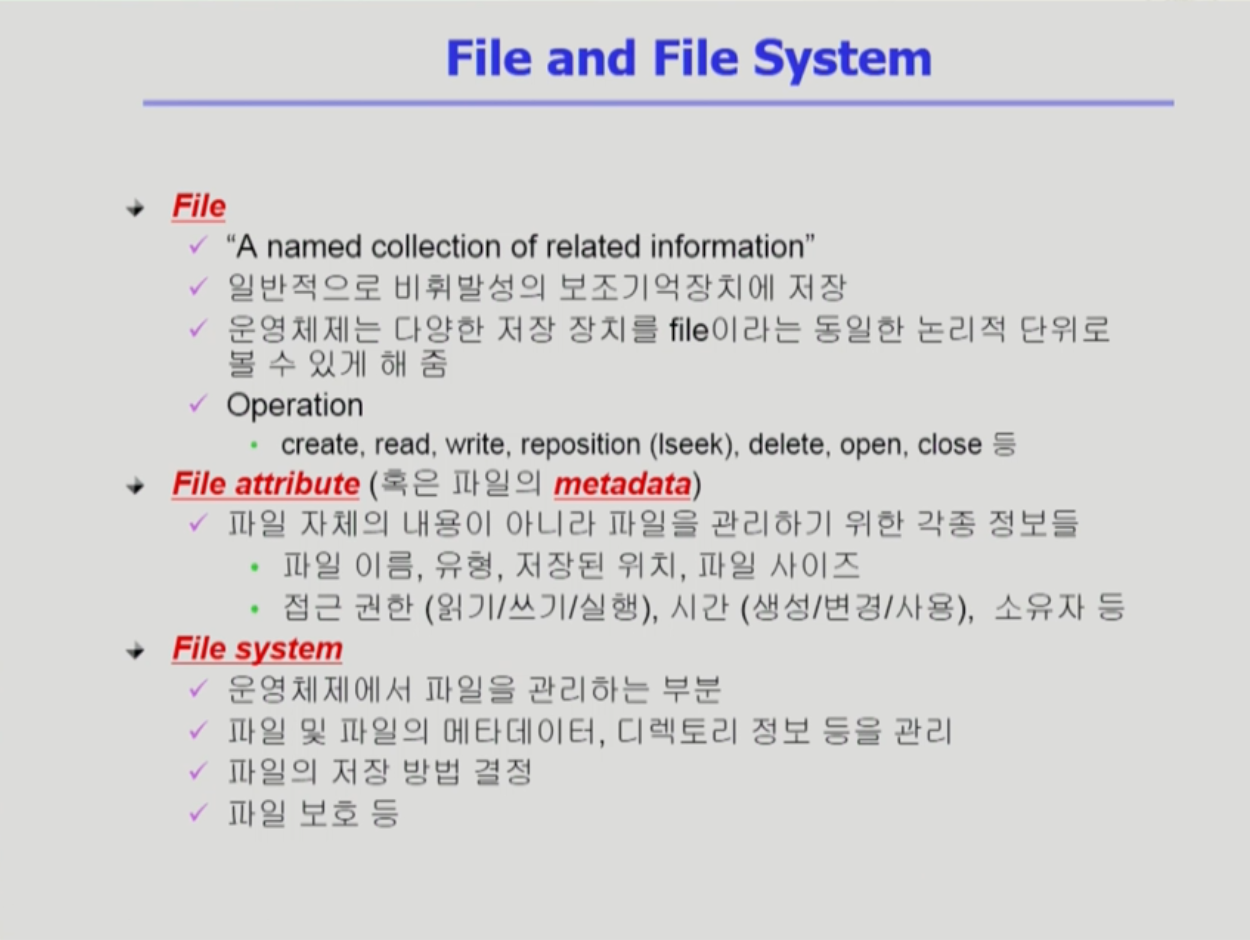 File and File System
File
"A named collection of related information"
일반적으로 비휘발성의 보조기억장치에 저장
운영체제는 다양한 저장 장치를 file이라는 동일한 논리적 단위로
볼 수 있게 해 줌
Operation
create, read, write, reposition (lseek), delete, open, close 등
File attribute (혹은 파일의 metadata)
파일 자체의 내용이 아니라 파일을 관리하기 위한 각종 정보들
파일 이름, 유형, 저장된 위치, 파일 사이즈
접근 권한 (읽기/쓰기/실행), 시간 (생성/변경/사용), 소유자 등
File system
운영체제에서 파일을 관리하는 부분
파일 및 파일의 메타데이터, 디렉토리 정보 등을 관리
파일의 저장 방법 결정
파일 보호 등